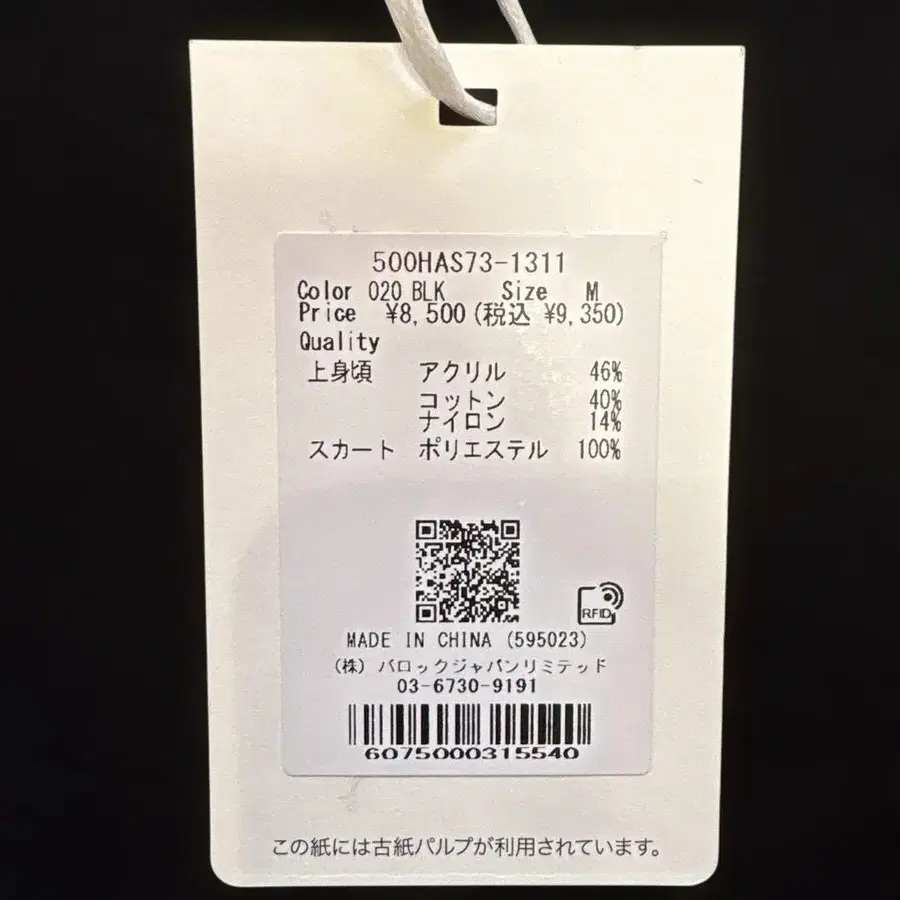 500HAS73-1311
Color 020 BLK Size M
Price ¥8,500(税込 ¥9,350)
Quality
上身頃 アクリル 46%
コットン 40%
ナイロン 14%
スカート ポリエステル 100%
RFID
MADE IN CHINA (595023)
(株) バロックジャパンリミテッド
03-6730-9191
6075000315540
この紙には古紙パルプが利用されています。